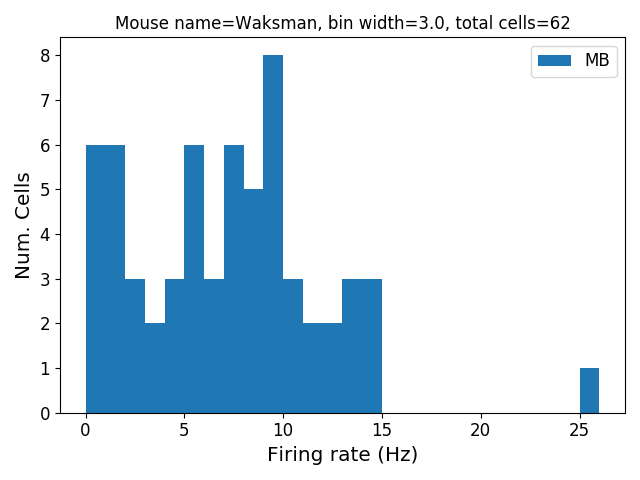 Mouse name=Waksman, bin width=3.0, total cells=62
MB
8
7
6
5
4
3
2
1
0
Num. Cells
0 5 10 15 20 25
Firing rate (Hz)